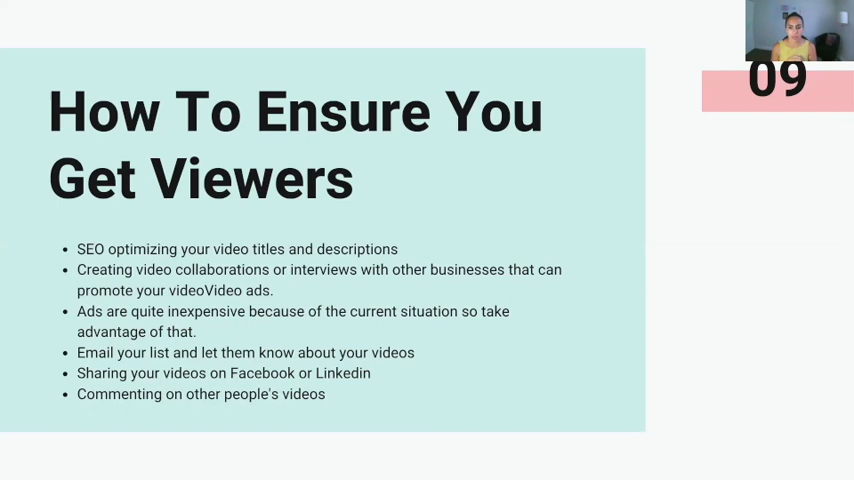 09
How To Ensure You
Get Viewers
• SEO optimizing your video titles and descriptions
• Creating video collaborations or interviews with other businesses that can
promote your videoVideo ads.
• Ads are quite inexpensive because of the current situation so take
advantage of that.
• Email your list and let them know about your videos
• Sharing your videos on Facebook or Linkedin
• Commenting on other people's videos